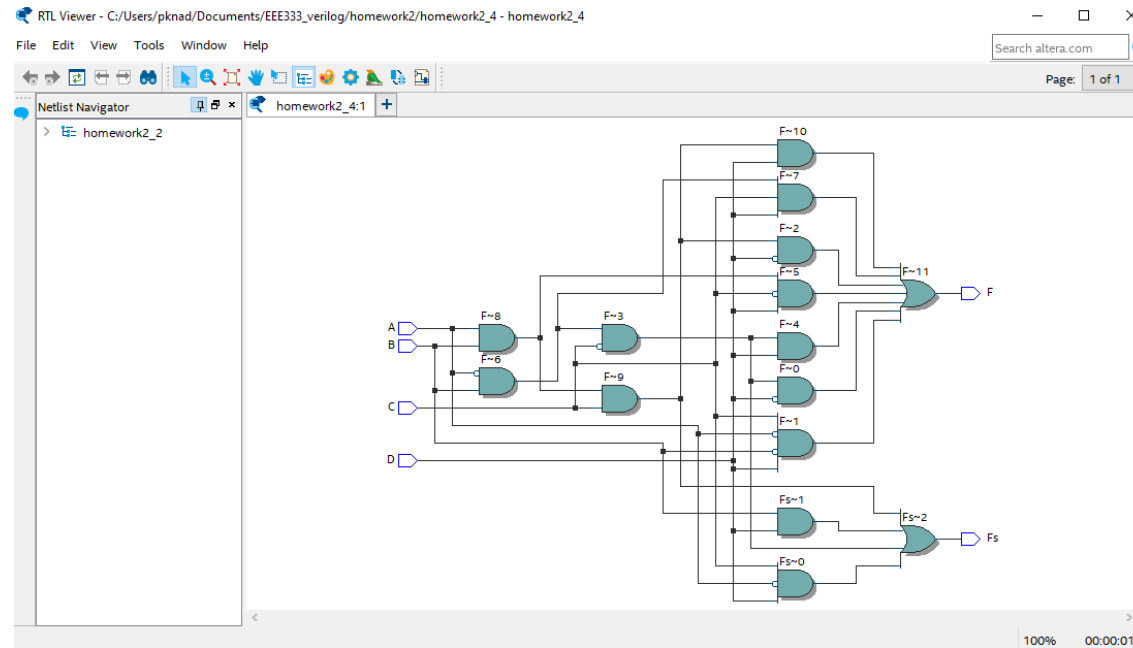 RTL Viewer - C:/Users/pknad/Documents/EEE333_verilog/homework2/homework2_4 - homework2_4
File Edit View Tools Window Help
Search altera.com
Page: 1 of 1
Netlist Navigator
homework2_4:1
homework2_2
F~10
F~7
F~2
F~5
F~11
F
F~8
F~3
F~4
A
B
F~6
F~0
F~9
C
F~1
D
Fs~1
Fs~2
Fs
Fs~0
100% 00:00:01